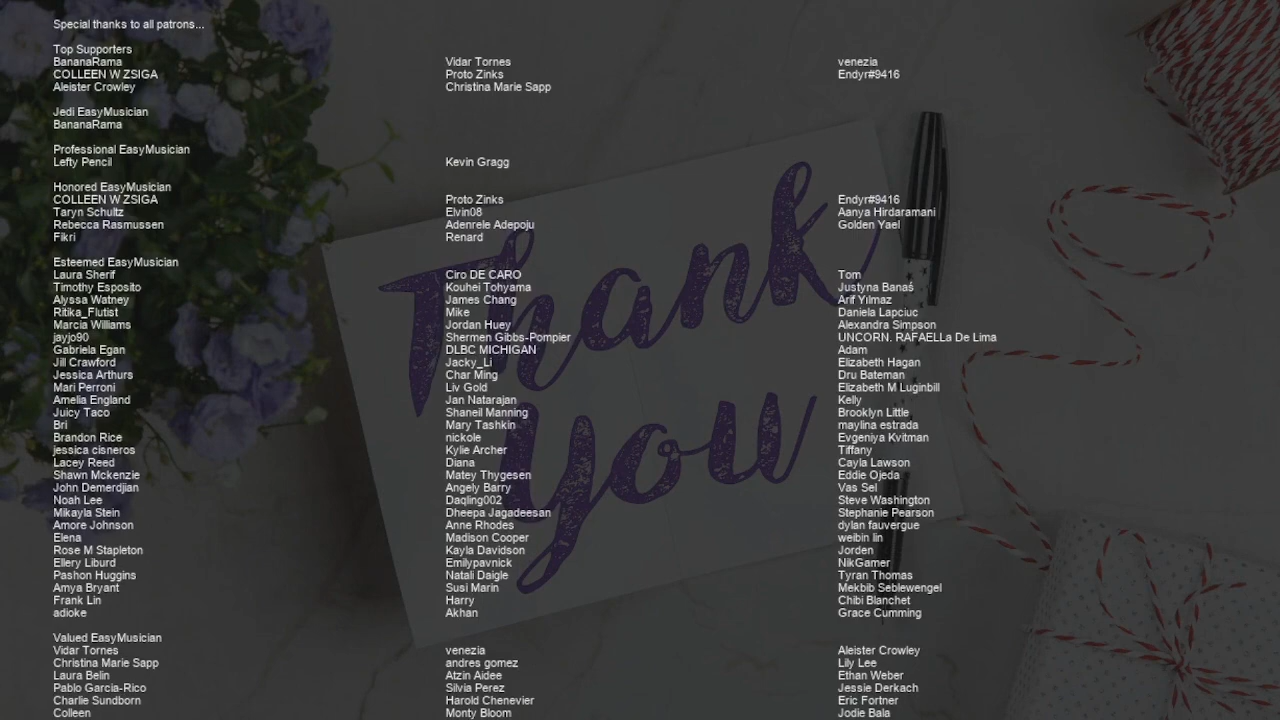 Special thanks to all patrons...
Top Supporters
BananaRama Vidar Tornes venezia
COLLEEN W ZSIGA Proto Zinks Endyr#9416
Aleister Crowley Christina Marie Sapp
Jedi EasyMusician
BananaRama
Professional EasyMusician
Lefty Pencil Kevin Gragg
Honored EasyMusician
COLLEEN W ZSIGA Proto Zinks Endyr#9416
Taryn Schultz Elvin08 Aanya Hirdaramani
Rebecca Rasmussen Adenrele Adepoju Golden Yael
Fikri Renard
Esteemed EasyMusician
Laura Sherif Ciro DE CARO Tom
Timothy Esposito Kouhei Tohyama Justyna Banaś
Alyssa Watney James Chang Arif Yılmaz
Ritika_Flutist Mike Daniela Lapciuc
Marcia Williams Jordan Huey Alexandra Simpson
jayjo90 Shermen Gibbs-Pompier UNCORN. RAFAELLa De Lima
Gabriela Egan DLBC MICHIGAN Adam
Jill Crawford Jacky_Li Elizabeth Hagan
Jessica Arthurs Char Ming Dru Bateman
Mari Perroni Liv Gold Elizabeth M Luginbill
Amelia England Jan Natarajan Kelly
Juicy Taco Shaneil Manning Brooklyn Little
Bri Mary Tashkin maylina estrada
Brandon Rice nickole Evgeniya Kvitman
jessica cisneros Kylie Archer Tiffany
Lacey Reed Diana Cayla Lawson
Shawn Mckenzie Matey Thygesen Eddie Ojeda
John Demerdjian Angely Barry Vas Sel
Noah Lee Daqling002 Steve Washington
Mikayla Stein Dheepa Jagadeesan Stephanie Pearson
Amore Johnson Anne Rhodes dylan fauvergue
Elena Madison Cooper weibin lin
Rose M Stapleton Kayla Davidson Jorden
Ellery Liburd Emilypavnick NikGamer
Pashon Huggins Natali Daigle Tyran Thomas
Amya Bryant Susi Marin Mekbib Seblewengel
Frank Lin Harry Chibi Blanchet
adioke Akhan Grace Cumming
Valued EasyMusician
Vidar Tornes venezia Aleister Crowley
Christina Marie Sapp andres gomez Lily Lee
Laura Belin Atzin Aidee Ethan Weber
Pablo Garcia-Rico Silvia Perez Jessie Derkach
Charlie Sundborn Harold Chenevier Eric Fortner
Colleen Monty Bloom Jodie Bala
Thank
you